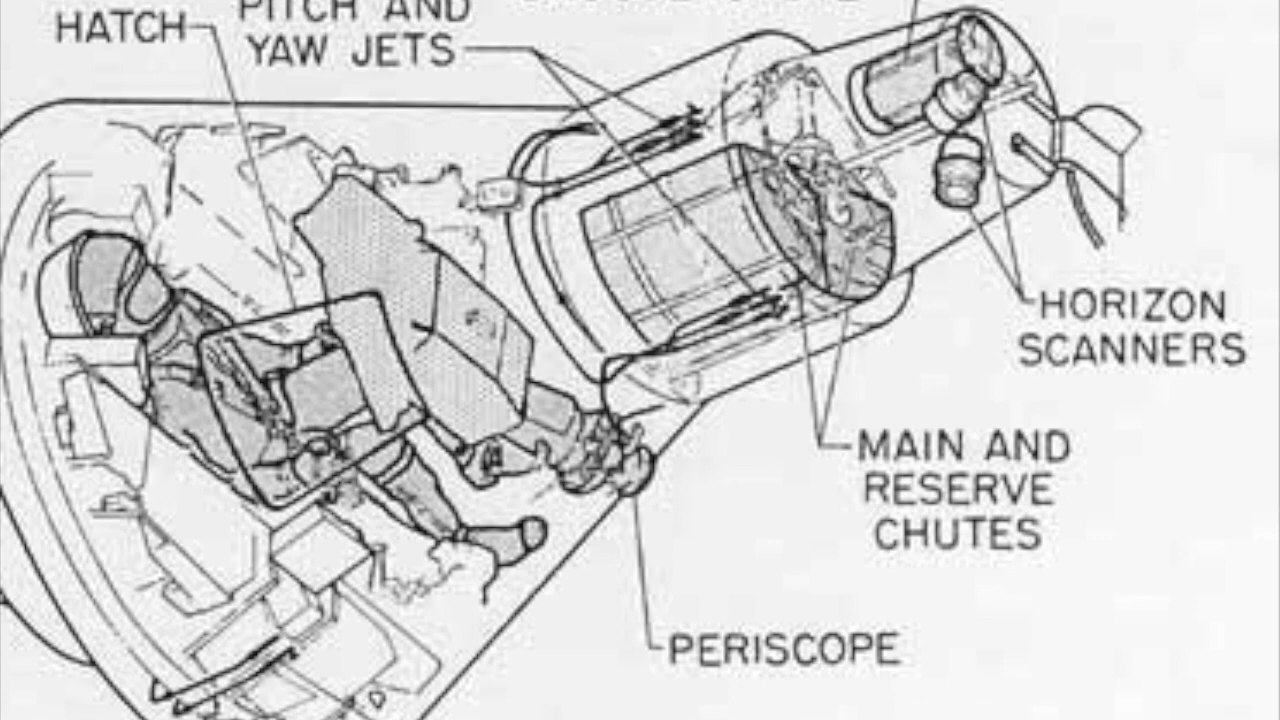 HATCH
PITCH AND
YAW JETS
HORIZON
SCANNERS
MAIN AND
RESERVE
CHUTES
PERISCOPE